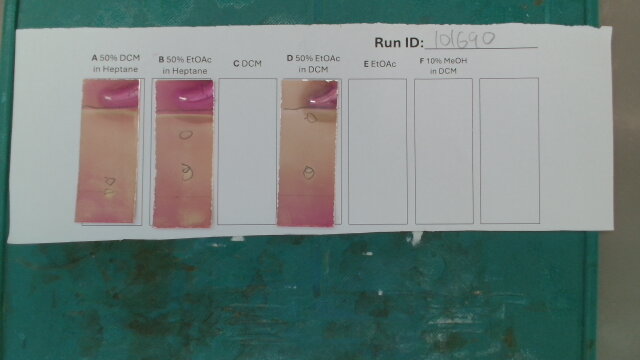 Run ID: 101690
A 50% DCM
in Heptane
B 50% EtOAc
in Heptane
C DCM
D 50% EtOAc
in DCM
E EtOAc
F 10% MeOH
in DCM